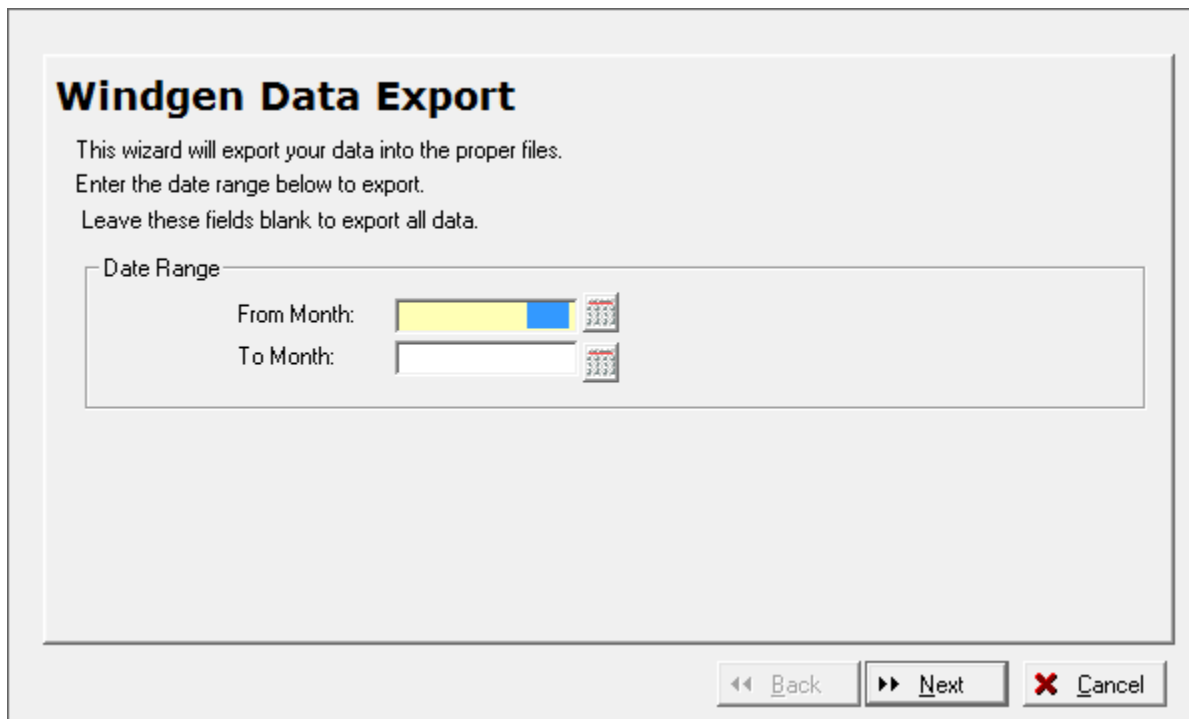 Windgen Data Export
This wizard will export your data into the proper files.
Enter the date range below to export.
Leave these fields blank to export all data.
Date Range
From Month:
To Month:
Back
Next
Cancel